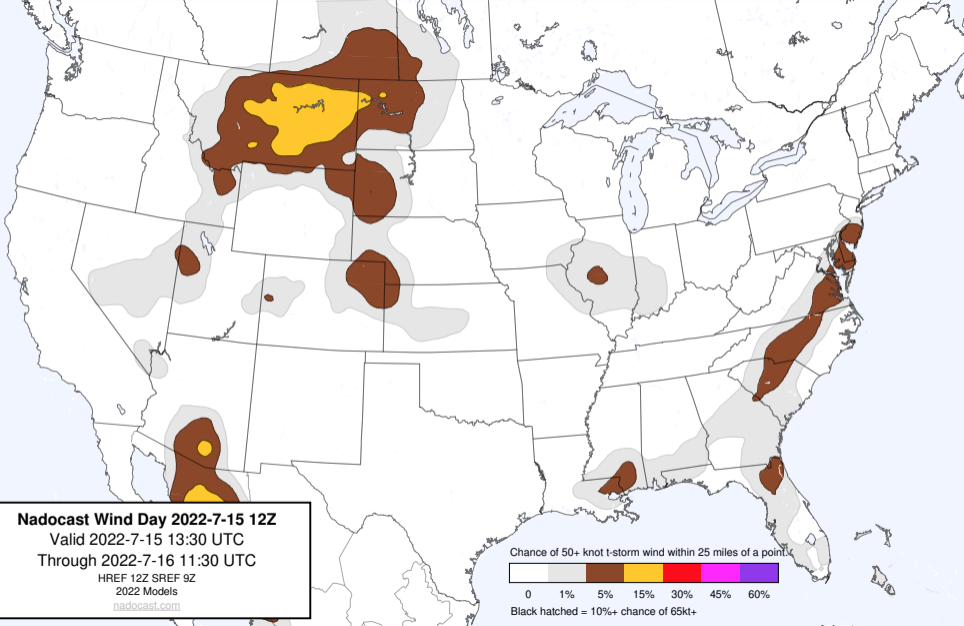 Nadocast Wind Day 2022-7-15 12Z
Valid 2022-7-15 13:30 UTC
Through 2022-7-16 11:30 UTC
HREF 12Z SREF 9Z
2022 Models
nadocast.com
Chance of 50+ knot t-storm wind within 25 miles of a point.
0 1% 5% 15% 30% 45% 60%
Black hatched = 10%+ chance of 65kt+